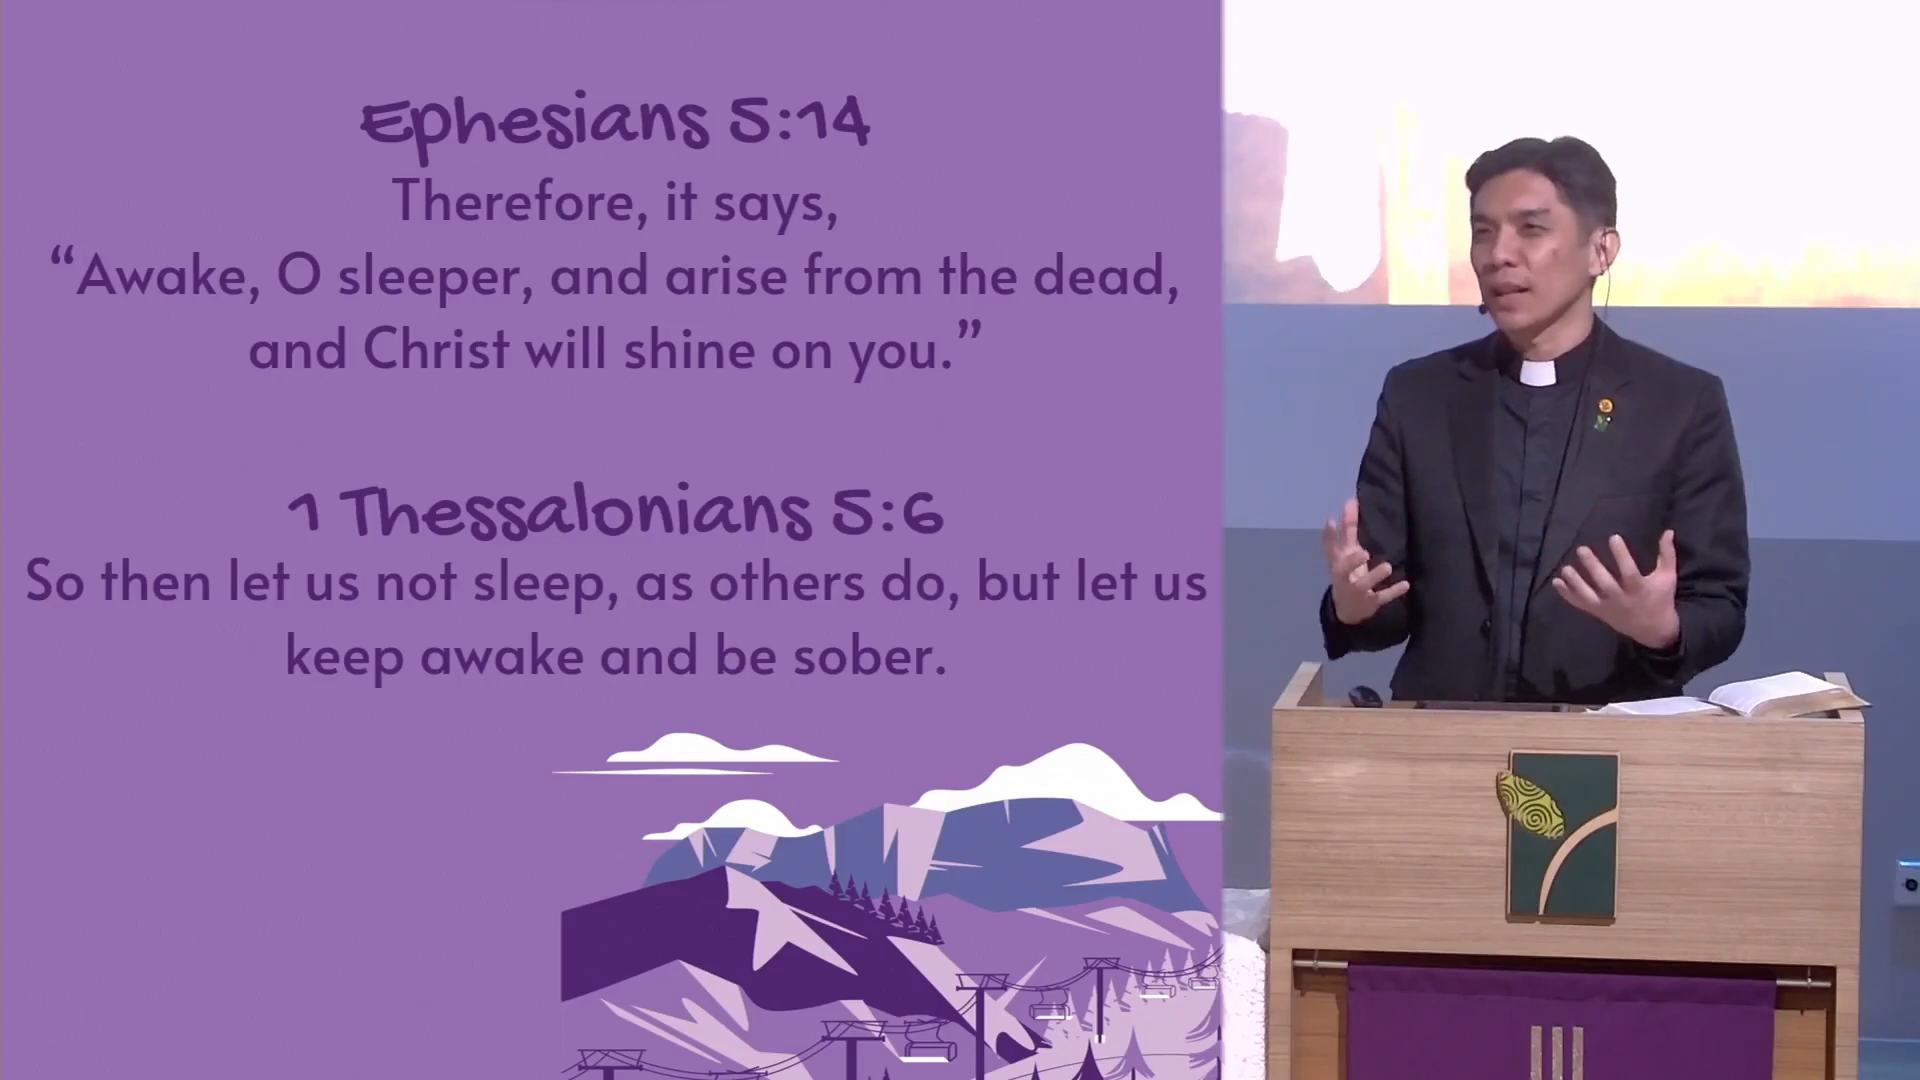 Ephesians 5:14
Therefore, it says,
“Awake, O sleeper, and arise from the dead,
and Christ will shine on you.”
1 Thessalonians 5:6
So then let us not sleep, as others do, but let us
keep awake and be sober.